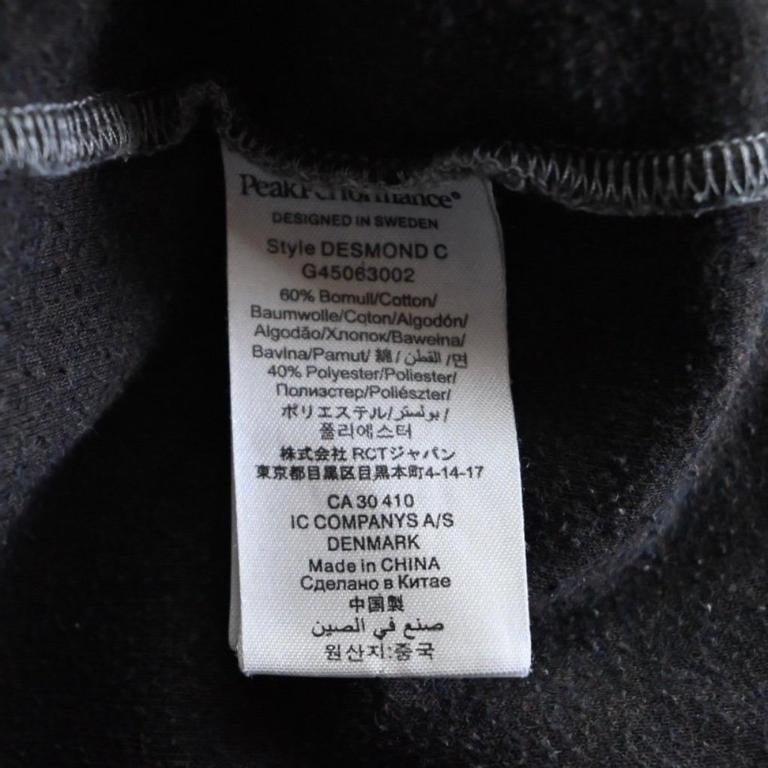 PeakPerformance®
DESIGNED IN SWEDEN
Style DESMOND C
G45063002
60% Bomull/Cotton/
Baumwolle/Coton/Algodón/
Algodão/Хлопок/Bawełna/
Bavlna/Pamut/ 綿 / القطن /면
40% Polyester/Poliester/
Полиэстер/Poliészter/
ポリエステル/بولستر/
폴리에스터
株式会社 RCTジャパン
東京都目黒区目黒本町4-14-17
CA 30 410
IC COMPANYS A/S
DENMARK
Made in CHINA
Сделано в Китае
中国製
صنع في الصين
원산지:중국